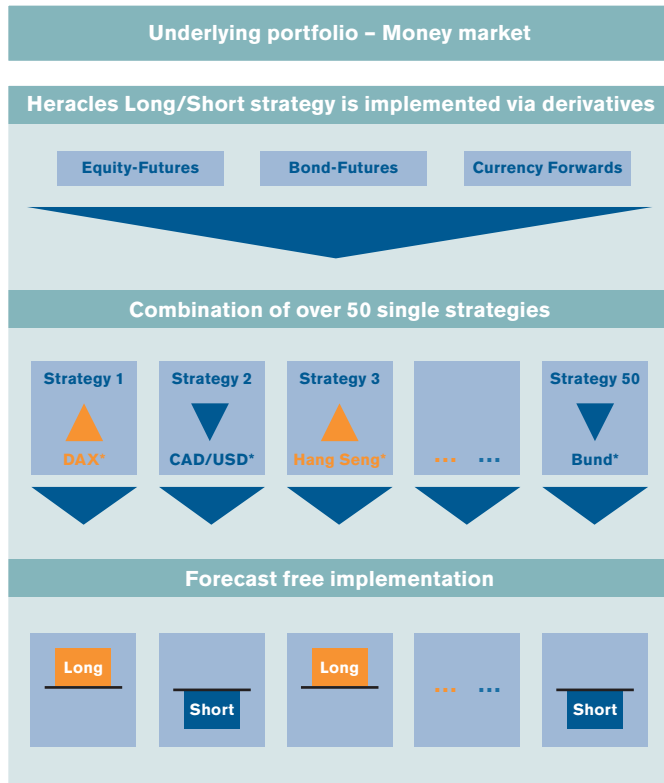 Underlying portfolio – Money market
Heracles Long/Short strategy is implemented via derivatives
Equity-Futures
Bond-Futures
Currency Forwards
Combination of over 50 single strategies
Strategy 1
Strategy 2
Strategy 3
Strategy 50
DAX*
CAD/USD*
Hang Seng*
... ...
Bund*
Forecast free implementation
Long
Short
Long
... ...
Short